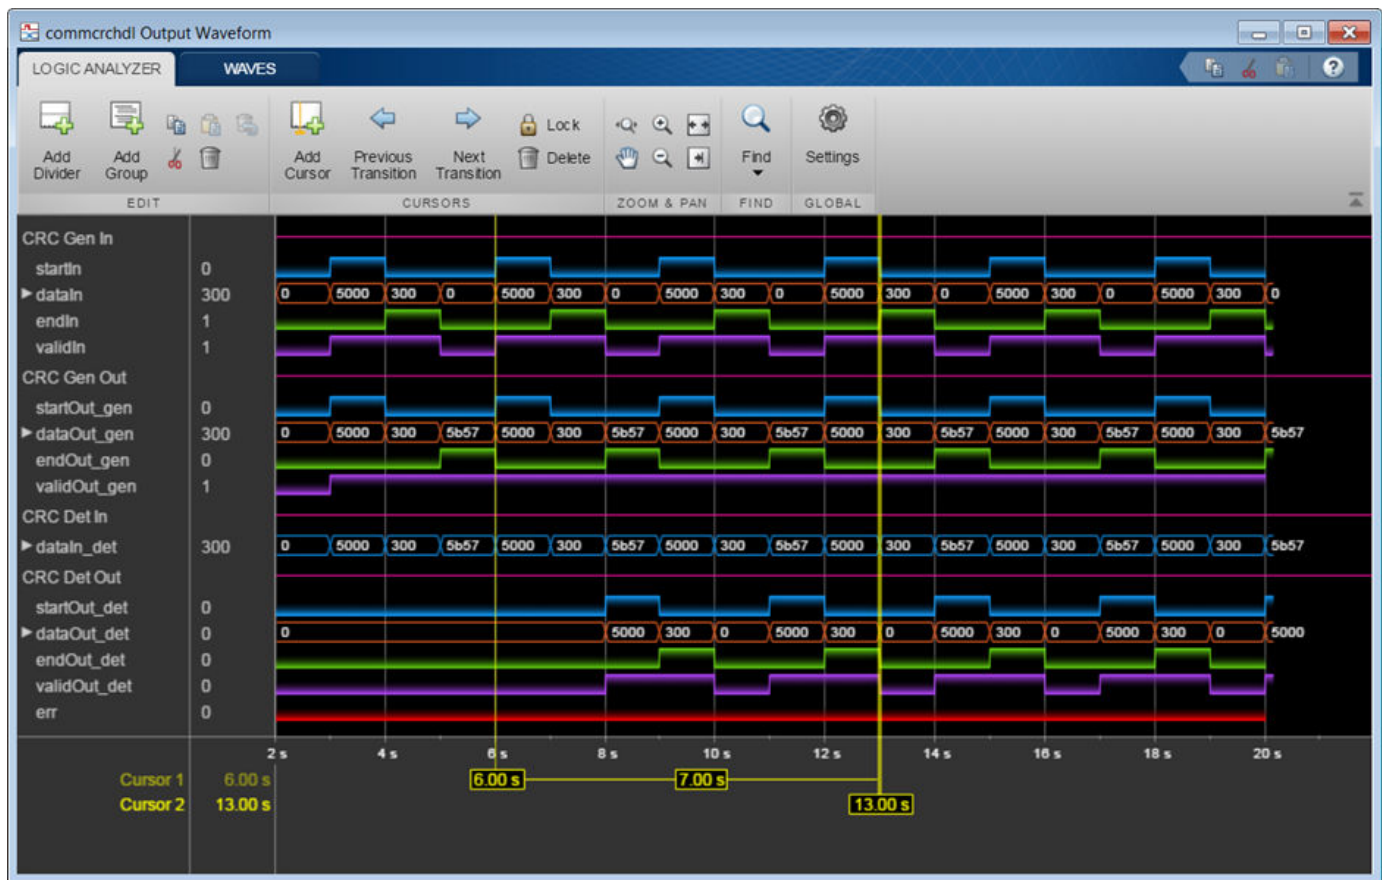 commcrchdl Output Waveform
LOGIC ANALYZER WAVES
Add Divider Add Group Add Cursor Previous Transition Next Transition Lock Delete Find Settings
EDIT CURSORS ZOOM & PAN FIND GLOBAL
CRC Gen In
startIn 0
dataIn 300 0 5000 300 0 5000 300 0 5000 300 0 5000 300 0 5000 300 0 5000 300 0
endIn 1
validIn 1
CRC Gen Out
startOut_gen 0
dataOut_gen 300 0 5000 300 5b57 5000 300 5b57 5000 300 5b57 5000 300 5b57 5000 300 5b57 5000 300 5b57
endOut_gen 0
validOut_gen 1
CRC Det In
dataIn_det 300 0 5000 300 5b57 5000 300 5b57 5000 300 5b57 5000 300 5b57 5000 300 5b57 5000 300 5b57
CRC Det Out
startOut_det 0
dataOut_det 0 0 5000 300 0 5000 300 0 5000 300 0 5000 300 0 5000
endOut_det 0
validOut_det 0
err 0
2 s 4 s 6 s 8 s 10 s 12 s 14 s 16 s 18 s 20 s
Cursor 1 6.00 s 6.00 s 7.00 s
Cursor 2 13.00 s 13.00 s